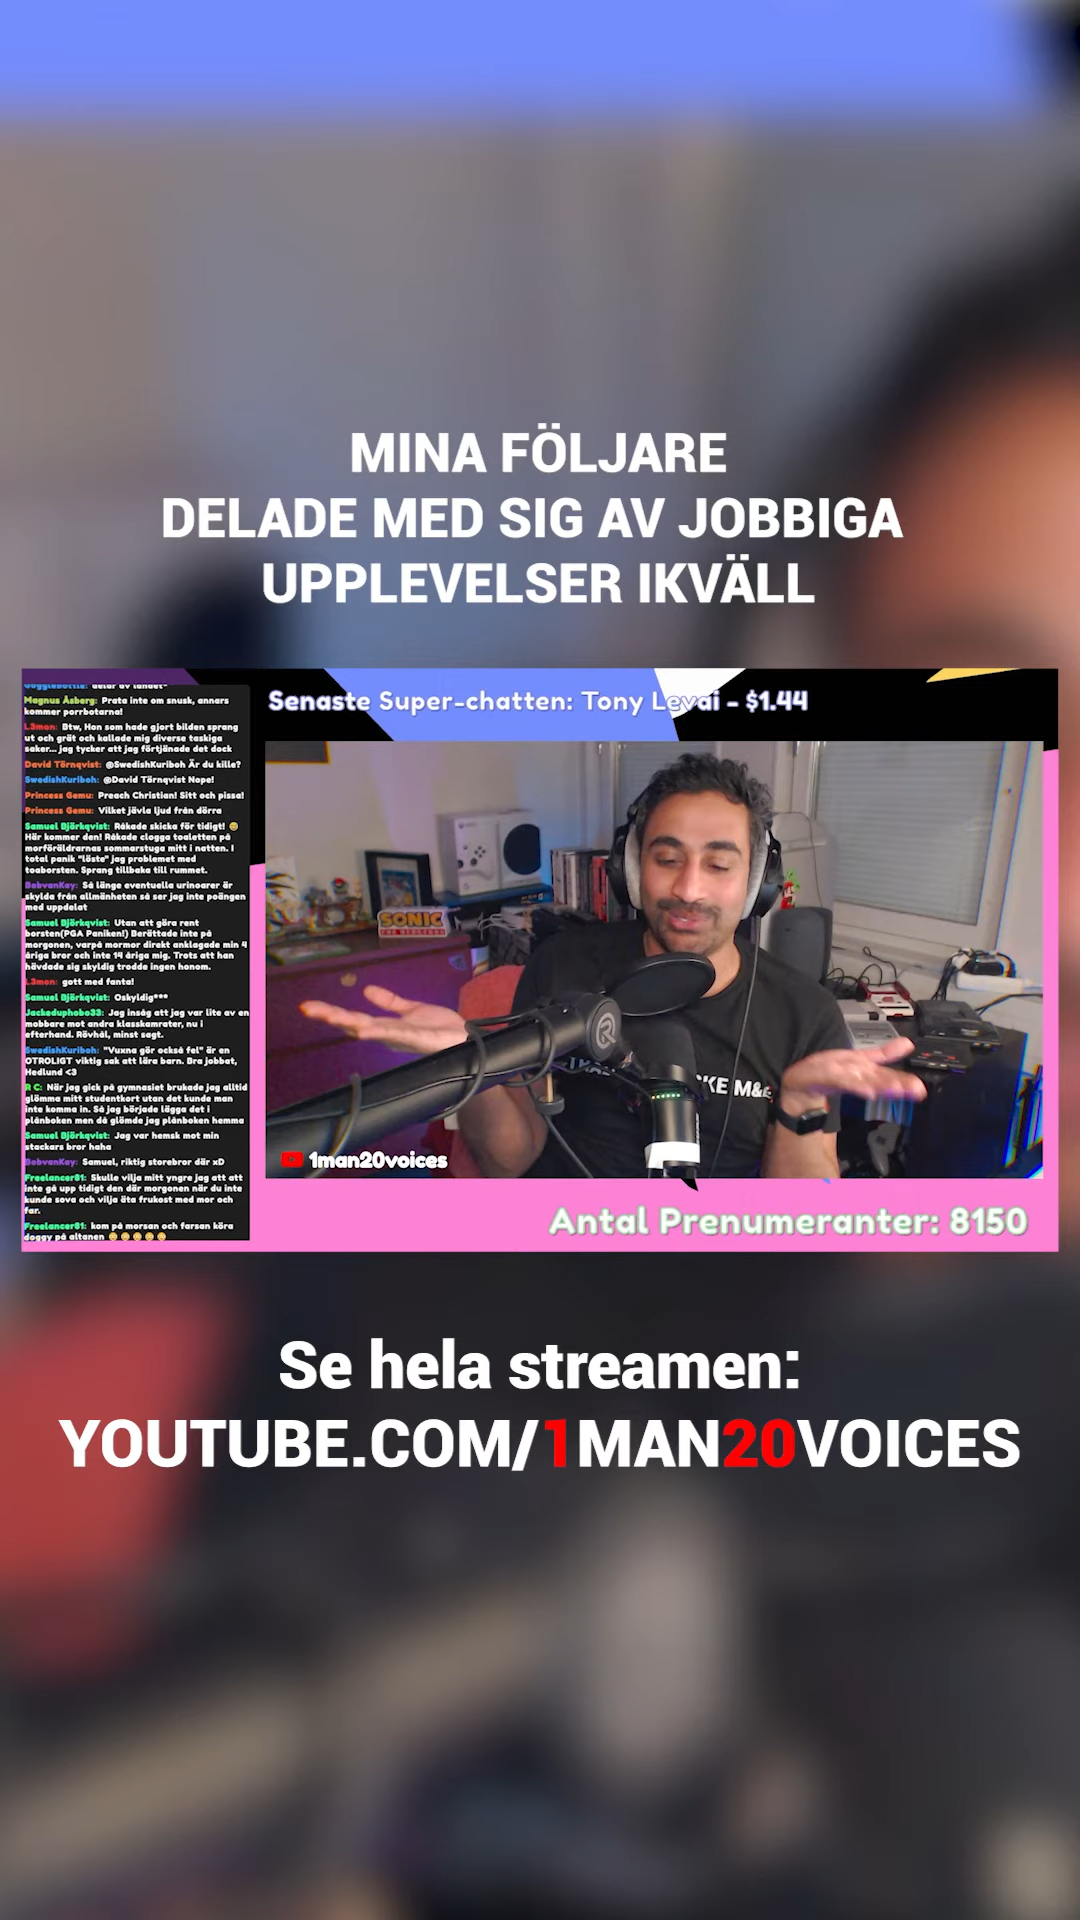 MINA FÖLJARE
DELADE MED SIG AV JOBBIGA
UPPLEVELSER IKVÄLL
Senaste Super-chatten: Tony Levai - $1.44
delar av landet"
Magnus Åsberg: Prata inte om snusk, annars
kommer porrbotarna!
L3mon: Btw, Hon som hade gjort bilden sprang
ut och grät och kallade mig diverse taskiga
saker... jag tycker att jag förtjänade det dock
David Törnqvist: @SwedishKuriboh Är du kille?
SwedishKuriboh: @David Törnqvist Nope!
Princess Gemu: Preach Christian! Sitt och pissa!
Princess Gemu: Vilket jävla ljud från dörra
Samuel Björkqvist: Råkade skicka för tidigt! 😅
Här kommer den! Råkade clogga toaletten på
morföräldrarnas sommarstuga mitt i natten. I
total panik "löste" jag problemet med
toaborsten. Sprang tillbaka till rummet.
BobvanKay: Så länge eventuella urinoarer är
skylda från allmänheten så ser jag inte poängen
med uppdelat
Samuel Björkqvist: Utan att göra rent
borsten(PGA Paniken!) Berättade inte på
morgonen, varpå mormor direkt anklagade min 4
åriga bror och inte 14 åriga mig. Trots att han
hävdade sig skyldig trodde ingen honom.
L3mon: gott med fanta!
Samuel Björkqvist: Oskyldig***
Jackeduphobo33: Jag insåg att jag var lite av en
mobbare mot andra klasskamrater, nu i
efterhand. Rövhål, minst sagt.
SwedishKuriboh: "Vuxna gör också fel" är en
OTROLIGT viktig sak att lära barn. Bra jobbat,
Hedlund <3
R C: När jag gick på gymnasiet brukade jag alltid
glömma mitt studentkort utan det kunde man
inte komma in. Så jag började lägga det i
plånboken men då glömde jag plånboken hemma
Samuel Björkqvist: Jag var hemsk mot min
stackars bror haha
BobvanKay: Samuel, riktig storebror där xD
Freelancer81: Skulle vilja mitt yngre jag att att
inte gå upp tidigt den där morgonen när du inte
kunde sova och vilja äta frukost med mor och
far.
Freelancer81: kom på morsan och farsan köra
doggy på altanen
SONIC
KE M&
1man20voices
Antal Prenumeranter: 8150
Se hela streamen:
YOUTUBE.COM/1MAN20VOICES